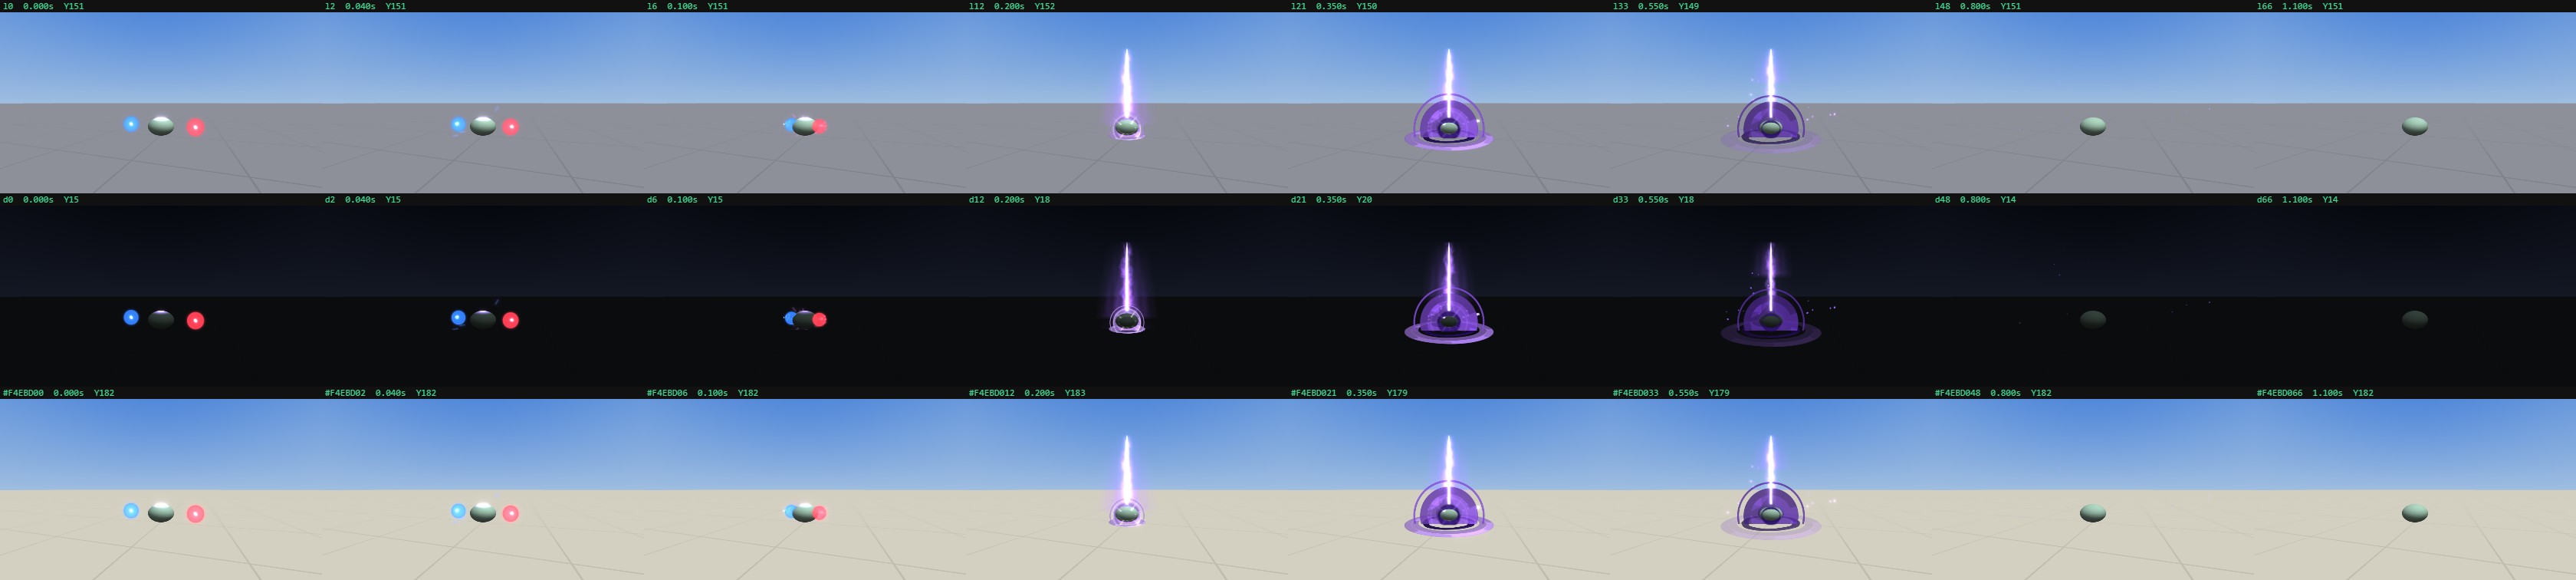 l0 0.000s Y151
l2 0.040s Y151
l6 0.100s Y151
l12 0.200s Y152
l21 0.350s Y150
l33 0.550s Y149
l48 0.800s Y151
l66 1.100s Y151
d0 0.000s Y15
d2 0.040s Y15
d6 0.100s Y15
d12 0.200s Y18
d21 0.350s Y20
d33 0.550s Y18
d48 0.800s Y14
d66 1.100s Y14
#F4EBD00 0.000s Y182
#F4EBD02 0.040s Y182
#F4EBD06 0.100s Y182
#F4EBD012 0.200s Y183
#F4EBD021 0.350s Y179
#F4EBD033 0.550s Y179
#F4EBD048 0.800s Y182
#F4EBD066 1.100s Y182